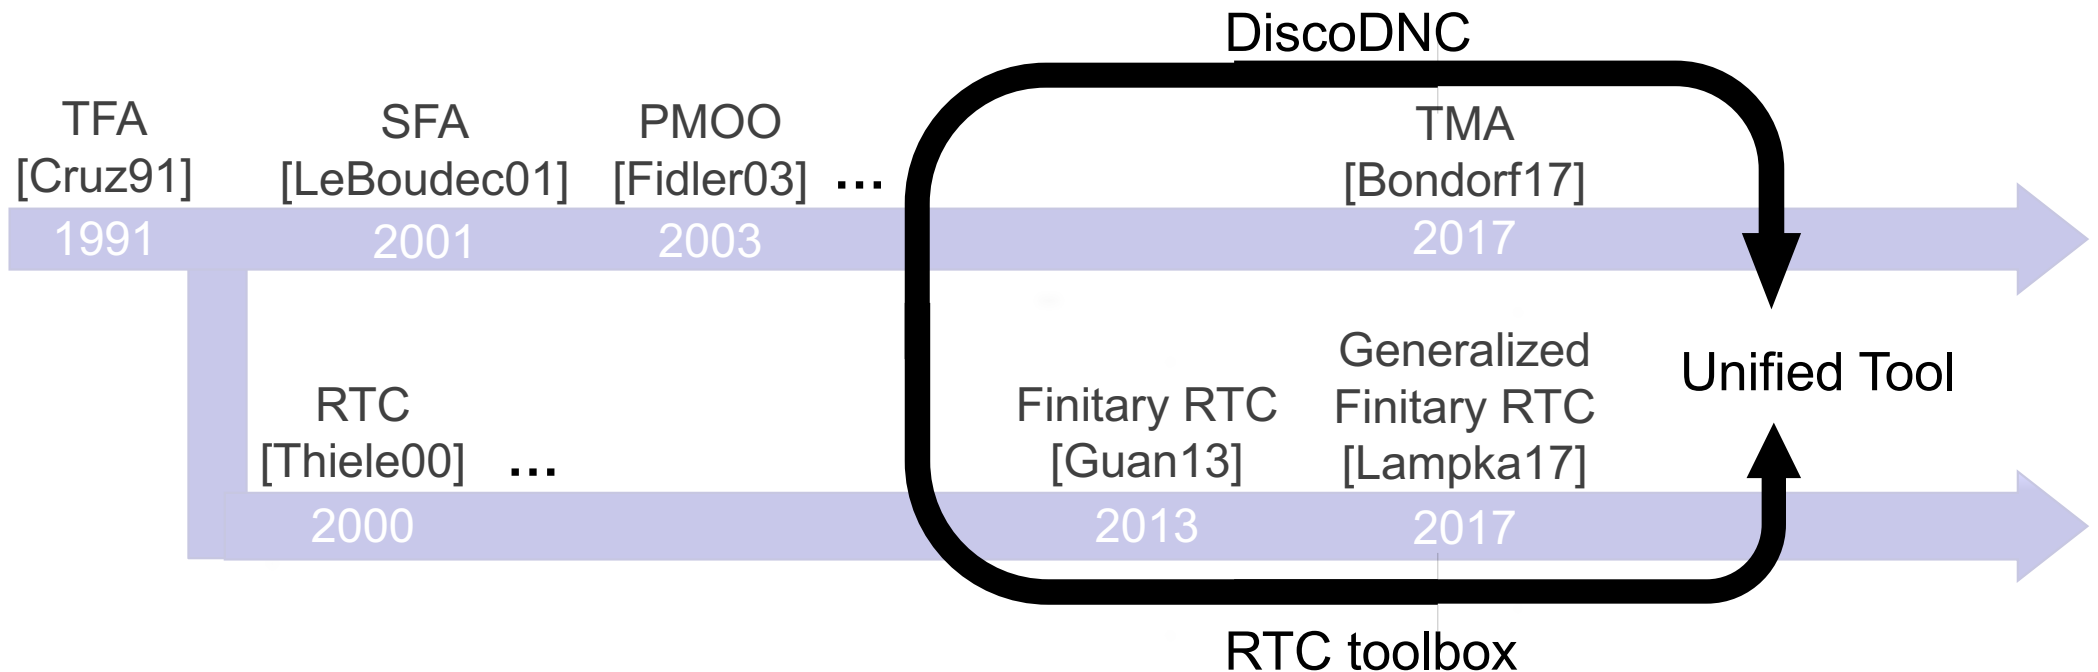 DiscoDNC
TFA
[Cruz91]
1991
SFA
[LeBoudec01]
2001
PMOO
[Fidler03]
2003
...
TMA
[Bondorf17]
2017
RTC
[Thiele00]
2000
...
Finitary RTC
[Guan13]
2013
Generalized
Finitary RTC
[Lampka17]
2017
Unified Tool
RTC toolbox